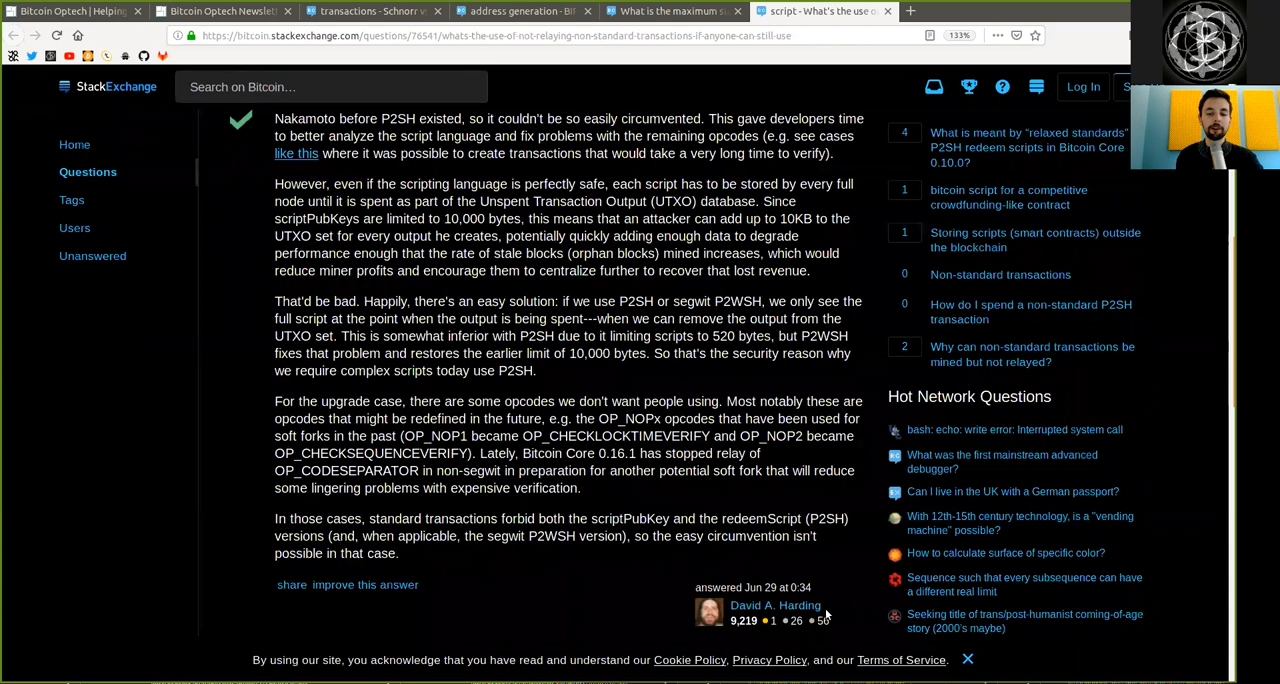 Bitcoin Optech | Helping
Bitcoin Optech Newslett
transactions - Schnorr v
address generation - BIP
What is the maximum si
script - What's the use o
https://bitcoin.stackexchange.com/questions/76541/whats-the-use-of-not-relaying-non-standard-transactions-if-anyone-can-still-use
133%
StackExchange
Search on Bitcoin…
Log In
Home
Questions
Tags
Users
Unanswered
Nakamoto before P2SH existed, so it couldn't be so easily circumvented. This gave developers time
to better analyze the script language and fix problems with the remaining opcodes (e.g. see cases
like this where it was possible to create transactions that would take a very long time to verify).
However, even if the scripting language is perfectly safe, each script has to be stored by every full
node until it is spent as part of the Unspent Transaction Output (UTXO) database. Since
scriptPubKeys are limited to 10,000 bytes, this means that an attacker can add up to 10KB to the
UTXO set for every output he creates, potentially quickly adding enough data to degrade
performance enough that the rate of stale blocks (orphan blocks) mined increases, which would
reduce miner profits and encourage them to centralize further to recover that lost revenue.
That'd be bad. Happily, there's an easy solution: if we use P2SH or segwit P2WSH, we only see the
full script at the point when the output is being spent---when we can remove the output from the
UTXO set. This is somewhat inferior with P2SH due to it limiting scripts to 520 bytes, but P2WSH
fixes that problem and restores the earlier limit of 10,000 bytes. So that's the security reason why
we require complex scripts today use P2SH.
For the upgrade case, there are some opcodes we don't want people using. Most notably these are
opcodes that might be redefined in the future, e.g. the OP_NOPx opcodes that have been used for
soft forks in the past (OP_NOP1 became OP_CHECKLOCKTIMEVERIFY and OP_NOP2 became
OP_CHECKSEQUENCEVERIFY). Lately, Bitcoin Core 0.16.1 has stopped relay of
OP_CODESEPARATOR in non-segwit in preparation for another potential soft fork that will reduce
some lingering problems with expensive verification.
In those cases, standard transactions forbid both the scriptPubKey and the redeemScript (P2SH)
versions (and, when applicable, the segwit P2WSH version), so the easy circumvention isn't
possible in that case.
share improve this answer
answered Jun 29 at 0:34
David A. Harding
9,219 1 26 56
4
What is meant by “relaxed standards”
P2SH redeem scripts in Bitcoin Core
0.10.0?
1
bitcoin script for a competitive
crowdfunding-like contract
1
Storing scripts (smart contracts) outside
the blockchain
0
Non-standard transactions
0
How do I spend a non-standard P2SH
transaction
2
Why can non-standard transactions be
mined but not relayed?
Hot Network Questions
bash: echo: write error: Interrupted system call
What was the first mainstream advanced
debugger?
Can I live in the UK with a German passport?
With 12th-15th century technology, is a "vending
machine" possible?
How to calculate surface of specific color?
Sequence such that every subsequence can have
a different real limit
Seeking title of trans/post-humanist coming-of-age
story (2000's maybe)
By using our site, you acknowledge that you have read and understand our Cookie Policy, Privacy Policy, and our Terms of Service.